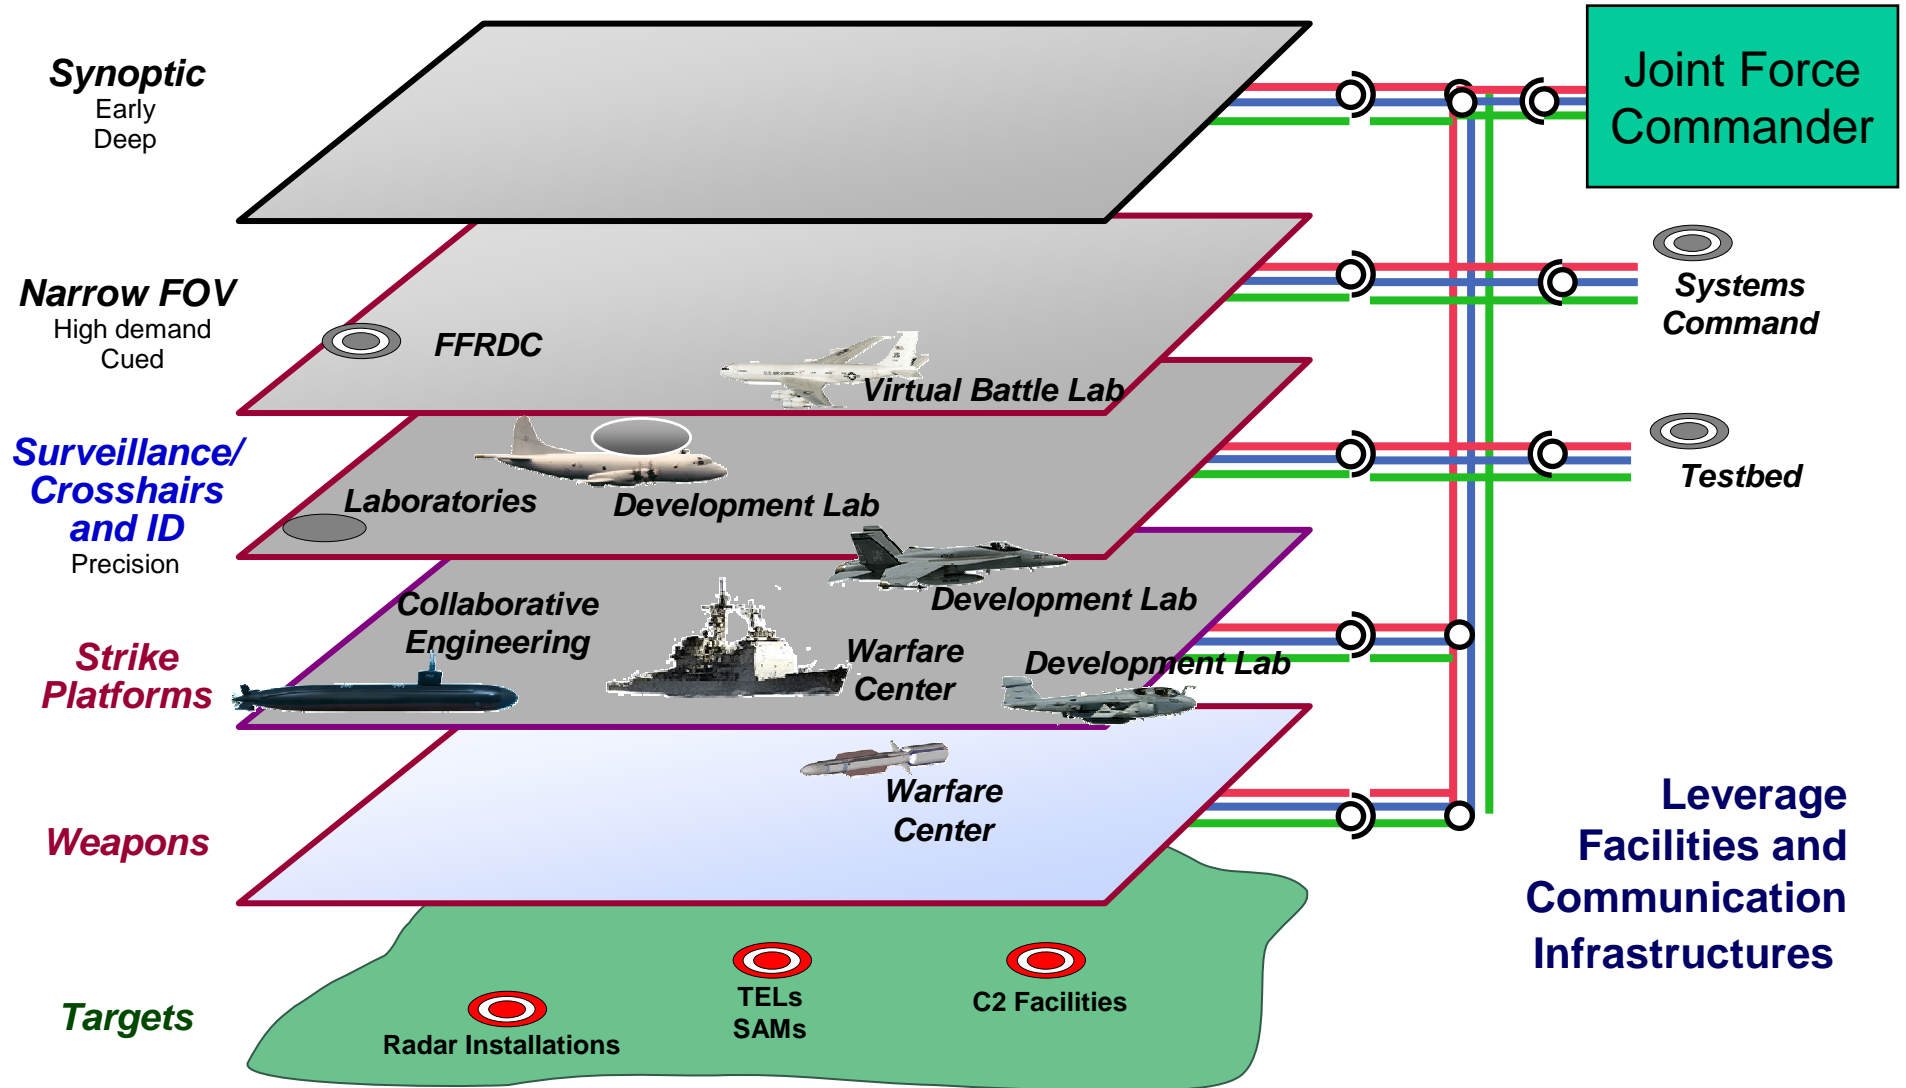 Synoptic
Early
Deep
Joint Force
Commander
Narrow FOV
High demand
Cued
FFRDC
Virtual Battle Lab
Systems
Command
Surveillance/
Crosshairs
and ID
Precision
Laboratories
Development Lab
Testbed
Strike
Platforms
Collaborative
Engineering
Development Lab
Warfare
Center
Development Lab
Weapons
Warfare
Center
Leverage
Facilities and
Communication
Infrastructures
Targets
Radar Installations
TELs
SAMs
C2 Facilities